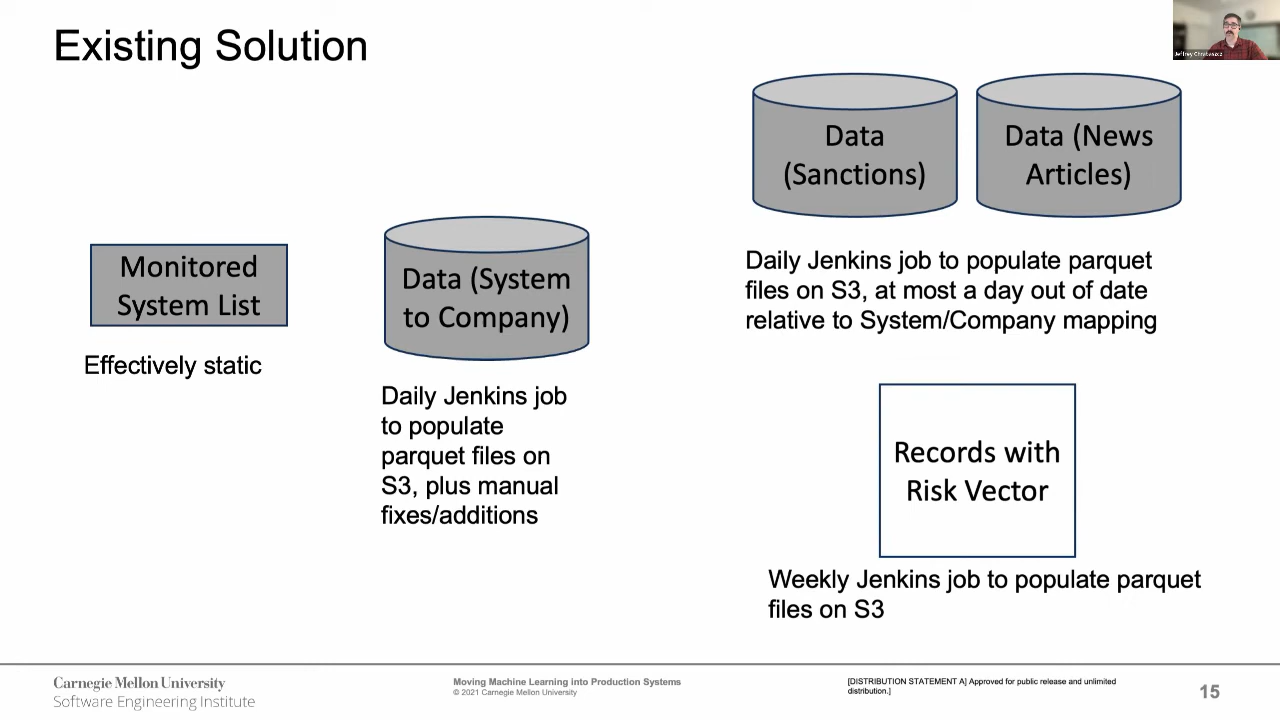 Existing Solution
Data
(Sanctions)
Data (News
Articles)
Monitored
System List
Effectively static
Data (System
to Company)
Daily Jenkins job
to populate
parquet files on
S3, plus manual
fixes/additions
Daily Jenkins job to populate parquet
files on S3, at most a day out of date
relative to System/Company mapping
Records with
Risk Vector
Weekly Jenkins job to populate parquet
files on S3
Carnegie Mellon University
Software Engineering Institute
Moving Machine Learning into Production Systems
© 2021 Carnegie Mellon University
[DISTRIBUTION STATEMENT A] Approved for public release and unlimited
distribution.]
15
Jeffrey